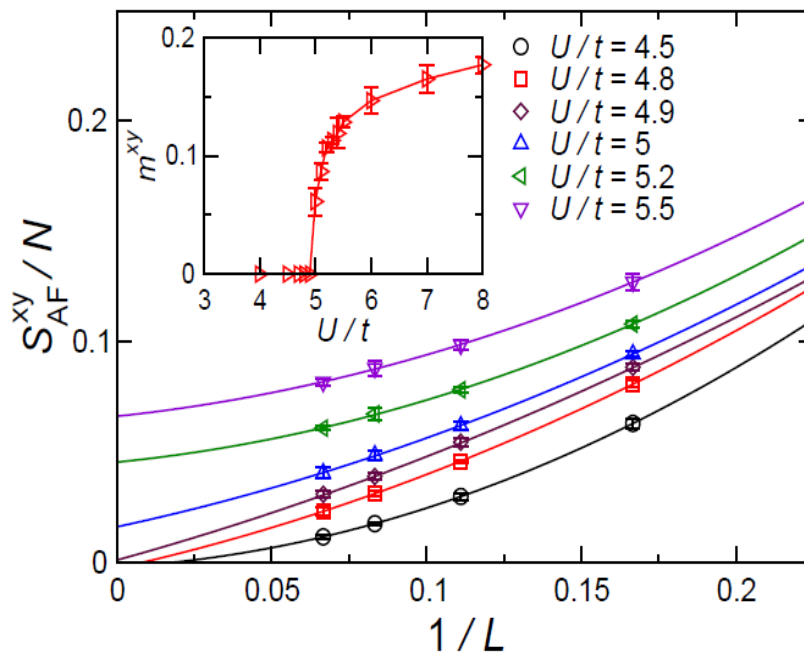 0.2
0.1
0
S_AF^xy / N
0 0.05 0.1 0.15 0.2
1 / L
0.2
0.1
0
m^xy
3 4 5 6 7 8
U / t
U / t = 4.5
U / t = 4.8
U / t = 4.9
U / t = 5
U / t = 5.2
U / t = 5.5